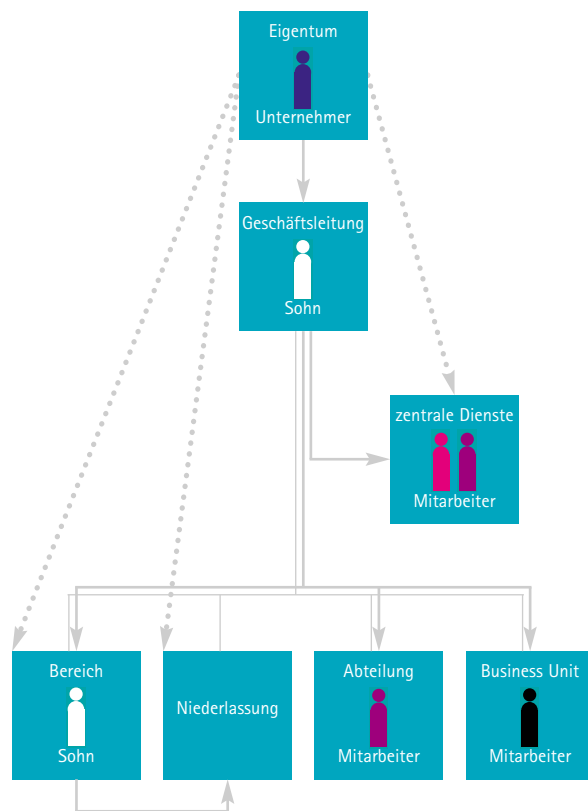 Eigentum
Unternehmer
Geschäftsleitung
Sohn
zentrale Dienste
Mitarbeiter
Bereich
Sohn
Niederlassung
Abteilung
Mitarbeiter
Business Unit
Mitarbeiter